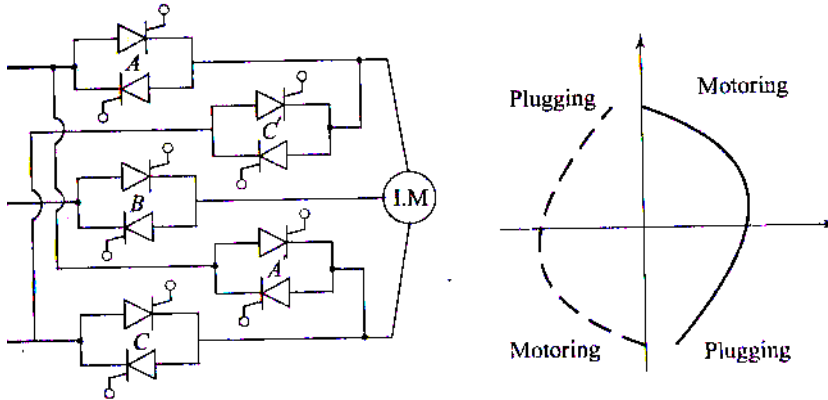 A
C'
B
A'
C
I.M
Plugging
Motoring
Motoring
Plugging